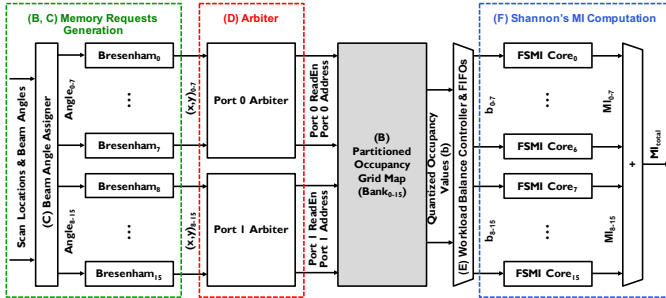 (B, C) Memory Requests
Generation
(D) Arbiter
(F) Shannon's MI Computation
Scan Locations & Beam Angles
(C) Beam Angle Assigner
Angle0-7
Angle8-15
Bresenham0
⋮
Bresenham7
Bresenham8
⋮
Bresenham15
(x,y)0-7
(x,y)8-15
Port 0 Arbiter
Port 1 Arbiter
Port 0 ReadEn
Port 0 Address
Port 1 ReadEn
Port 1 Address
(B)
Partitioned
Occupancy
Grid Map
(Bank0-15)
Quantized Occupancy
Values (b)
(E) Workload Balance Controller & FIFOs
b0-7
b8-15
FSMI Core0
⋮
FSMI Core6
FSMI Core7
⋮
FSMI Core15
MI0-7
MI8-15
+
MItotal